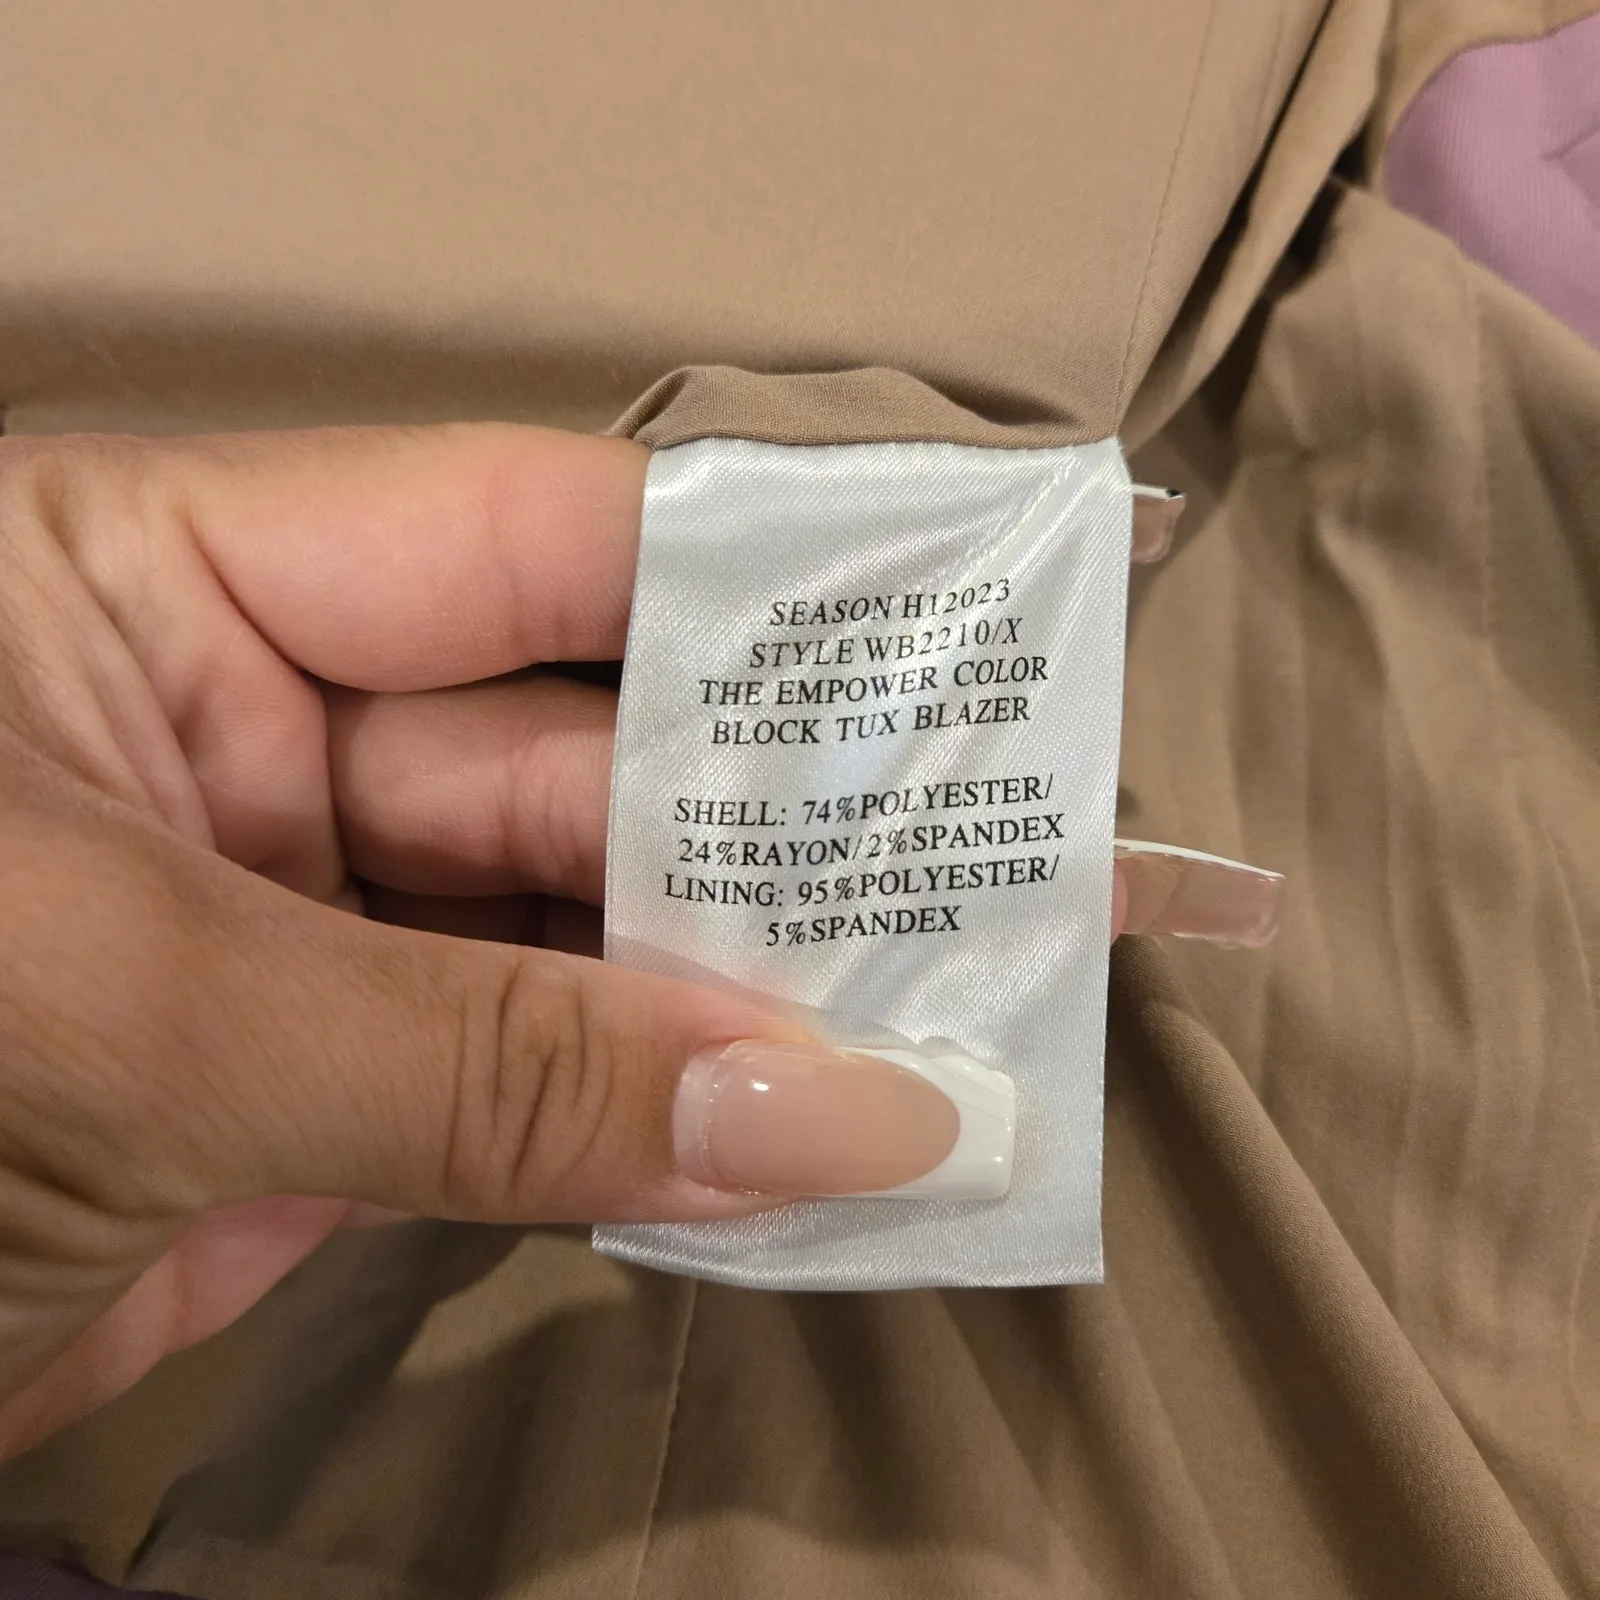 SEASON H12023
STYLE WB2210/X
THE EMPOWER COLOR
BLOCK TUX BLAZER
SHELL: 74%POLYESTER/
24%RAYON/2%SPANDEX
LINING: 95%POLYESTER/
5%SPANDEX